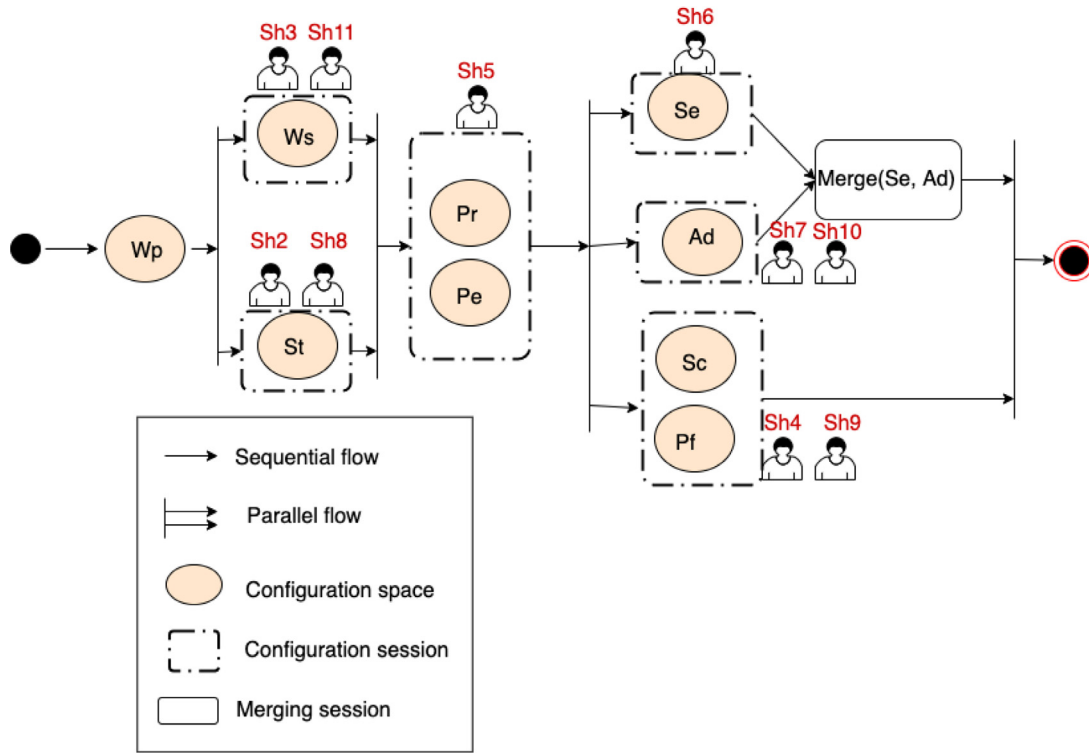 Sh3 Sh11
Ws
Sh5
Sh6
Se
Merge(Se, Ad)
Wp
Sh2 Sh8
St
Pr
Pe
Ad
Sh7 Sh10
Sc
Pf
Sh4 Sh9
Sequential flow
Parallel flow
Configuration space
Configuration session
Merging session